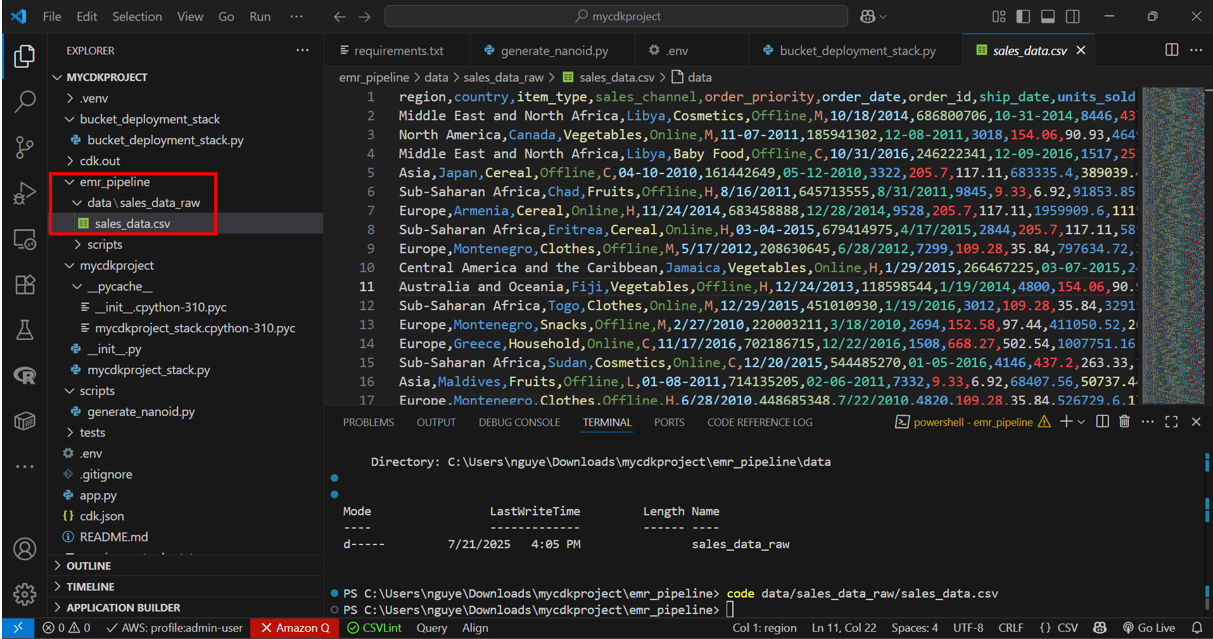 File Edit Selection View Go Run ··· mycdkproject
EXPLORER ···
MYCDKPROJECT
.venv
bucket_deployment_stack
bucket_deployment_stack.py
cdk.out
emr_pipeline
data\sales_data_raw
sales_data.csv
scripts
mycdkproject
__pycache__
__init__.cpython-310.pyc
mycdkproject_stack.cpython-310.pyc
__init__.py
mycdkproject_stack.py
scripts
generate_nanoid.py
tests
.env
.gitignore
app.py
cdk.json
README.md
OUTLINE
TIMELINE
APPLICATION BUILDER
requirements.txt generate_nanoid.py .env bucket_deployment_stack.py sales_data.csv
emr_pipeline > data > sales_data_raw > sales_data.csv > data
1 region,country,item_type,sales_channel,order_priority,order_date,order_id,ship_date,units_sold
2 Middle East and North Africa,Libya,Cosmetics,Offline,M,10/18/2014,686800706,10-31-2014,8446,437
3 North America,Canada,Vegetables,Online,M,11-07-2011,185941302,12-08-2011,3018,154.06,90.93,4649
4 Middle East and North Africa,Libya,Baby Food,Offline,C,10/31/2016,246222341,12-09-2016,1517,25
5 Asia,Japan,Cereal,Offline,C,04-10-2010,161442649,05-12-2010,3322,205.7,117.11,683335.4,389039.
6 Sub-Saharan Africa,Chad,Fruits,Offline,H,8/16/2011,645713555,8/31/2011,9845,9.33,6.92,91853.85
7 Europe,Armenia,Cereal,Online,H,11/24/2014,683458888,12/28/2014,9528,205.7,117.11,1959909.6,111
8 Sub-Saharan Africa,Eritrea,Cereal,Online,H,03-04-2015,679414975,4/17/2015,2844,205.7,117.11,58
9 Europe,Montenegro,Clothes,Offline,M,5/17/2012,208630645,6/28/2012,7299,109.28,35.84,797634.72,
10 Central America and the Caribbean,Jamaica,Vegetables,Online,H,1/29/2015,266467225,03-07-2015,2
11 Australia and Oceania,Fiji,Vegetables,Offline,H,12/24/2013,118598544,1/19/2014,4800,154.06,90.
12 Sub-Saharan Africa,Togo,Clothes,Online,M,12/29/2015,451010930,1/19/2016,3012,109.28,35.84,3291
13 Europe,Montenegro,Snacks,Offline,M,2/27/2010,220003211,3/18/2010,2694,152.58,97.44,411050.52,2
14 Europe,Greece,Household,Online,C,11/17/2016,702186715,12/22/2016,1508,668.27,502.54,1007751.16
15 Sub-Saharan Africa,Sudan,Cosmetics,Online,C,12/20/2015,544485270,01-05-2016,4146,437.2,263.33,
16 Asia,Maldives,Fruits,Offline,L,01-08-2011,714135205,02-06-2011,7332,9.33,6.92,68407.56,50737.4
17 Europe,Montenegro,Clothes,Offline,H,6/28/2010,448685348,7/22/2010,4820,109.28,35.84,526729.6,1
PROBLEMS OUTPUT DEBUG CONSOLE TERMINAL PORTS CODE REFERENCE LOG powershell - emr_pipeline
Directory: C:\Users\nguye\Downloads\mycdkproject\emr_pipeline\data
Mode LastWriteTime Length Name
---- ------------- ------ ----
d----- 7/21/2025 4:05 PM sales_data_raw
PS C:\Users\nguye\Downloads\mycdkproject\emr_pipeline> code data/sales_data_raw/sales_data.csv
PS C:\Users\nguye\Downloads\mycdkproject\emr_pipeline>
0 0 AWS: profile:admin-user Amazon Q CSVLint Query Align Col 1: region Ln 11, Col 22 Spaces: 4 UTF-8 CRLF {} CSV Go Live